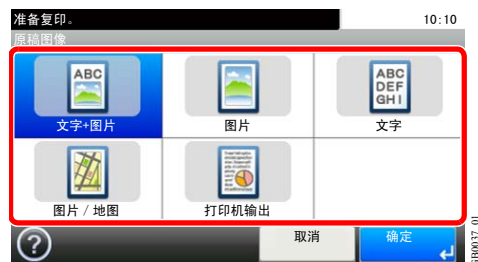 准备复印。 10:10
原稿图像
ABC
ABC
DEF
GHI
文字+图片 图片 文字
图片 / 地图 打印机输出
取消 确定
GB0037_01